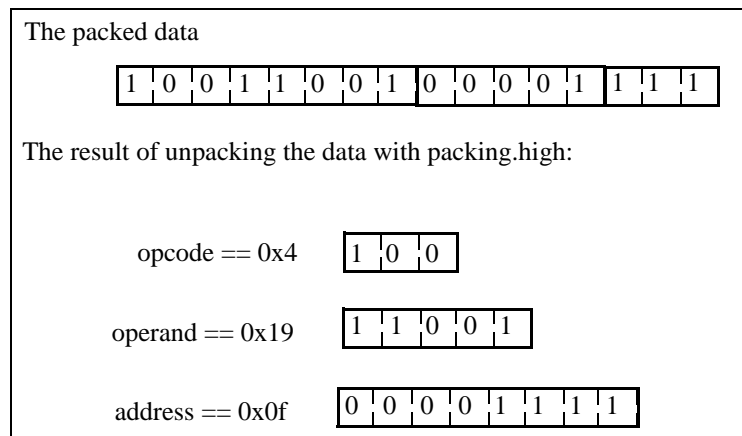 The packed data
1 0 0 1 1 0 0 1 0 0 0 0 1 1 1 1
The result of unpacking the data with packing.high:
opcode == 0x4 1 0 0
operand == 0x19 1 1 0 0 1
address == 0x0f 0 0 0 0 1 1 1 1